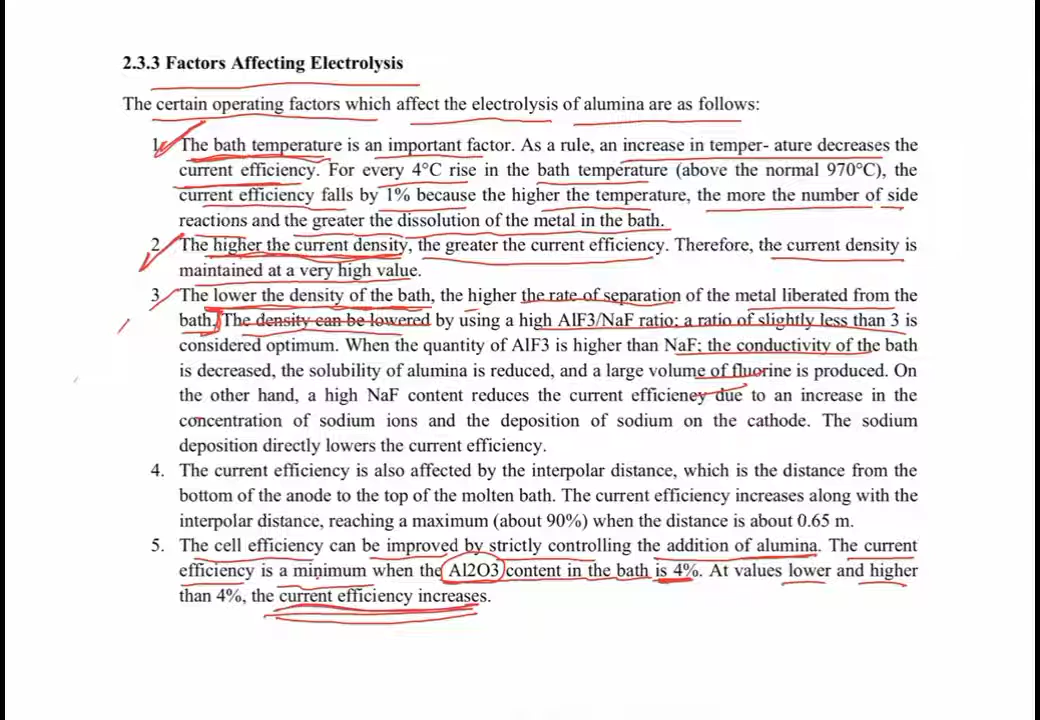 2.3.3 Factors Affecting Electrolysis
The certain operating factors which affect the electrolysis of alumina are as follows:
1. The bath temperature is an important factor. As a rule, an increase in temper- ature decreases the
current efficiency. For every 4°C rise in the bath temperature (above the normal 970°C), the
current efficiency falls by 1% because the higher the temperature, the more the number of side
reactions and the greater the dissolution of the metal in the bath.
2. The higher the current density, the greater the current efficiency. Therefore, the current density is
maintained at a very high value.
3. The lower the density of the bath, the higher the rate of separation of the metal liberated from the
bath. The density can be lowered by using a high AlF3/NaF ratio; a ratio of slightly less than 3 is
considered optimum. When the quantity of AlF3 is higher than NaF; the conductivity of the bath
is decreased, the solubility of alumina is reduced, and a large volume of fluorine is produced. On
the other hand, a high NaF content reduces the current efficieney due to an increase in the
concentration of sodium ions and the deposition of sodium on the cathode. The sodium
deposition directly lowers the current efficiency.
4. The current efficiency is also affected by the interpolar distance, which is the distance from the
bottom of the anode to the top of the molten bath. The current efficiency increases along with the
interpolar distance, reaching a maximum (about 90%) when the distance is about 0.65 m.
5. The cell efficiency can be improved by strictly controlling the addition of alumina. The current
efficiency is a minimum when the Al2O3 content in the bath is 4%. At values lower and higher
than 4%, the current efficiency increases.